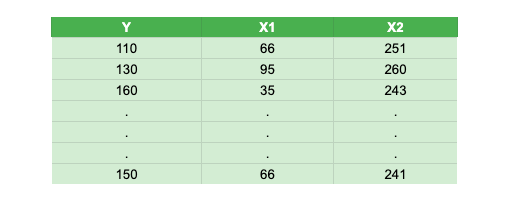 Y X1 X2
110 66 251
130 95 260
160 35 243
. . .
. . .
. . .
150 66 241